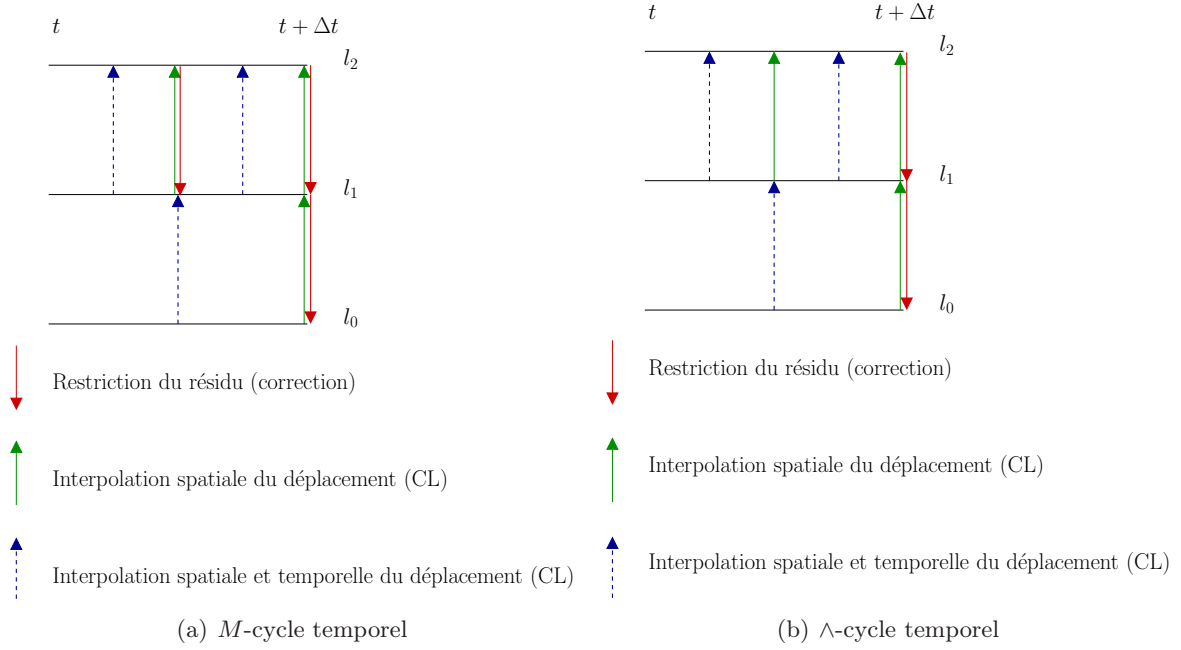 t
t + Δt
l₂
l₁
l₀
Restriction du résidu (correction)
Interpolation spatiale du déplacement (CL)
Interpolation spatiale et temporelle du déplacement (CL)
(a) M-cycle temporel
t
t + Δt
l₂
l₁
l₀
Restriction du résidu (correction)
Interpolation spatiale du déplacement (CL)
Interpolation spatiale et temporelle du déplacement (CL)
(b) ∧-cycle temporel